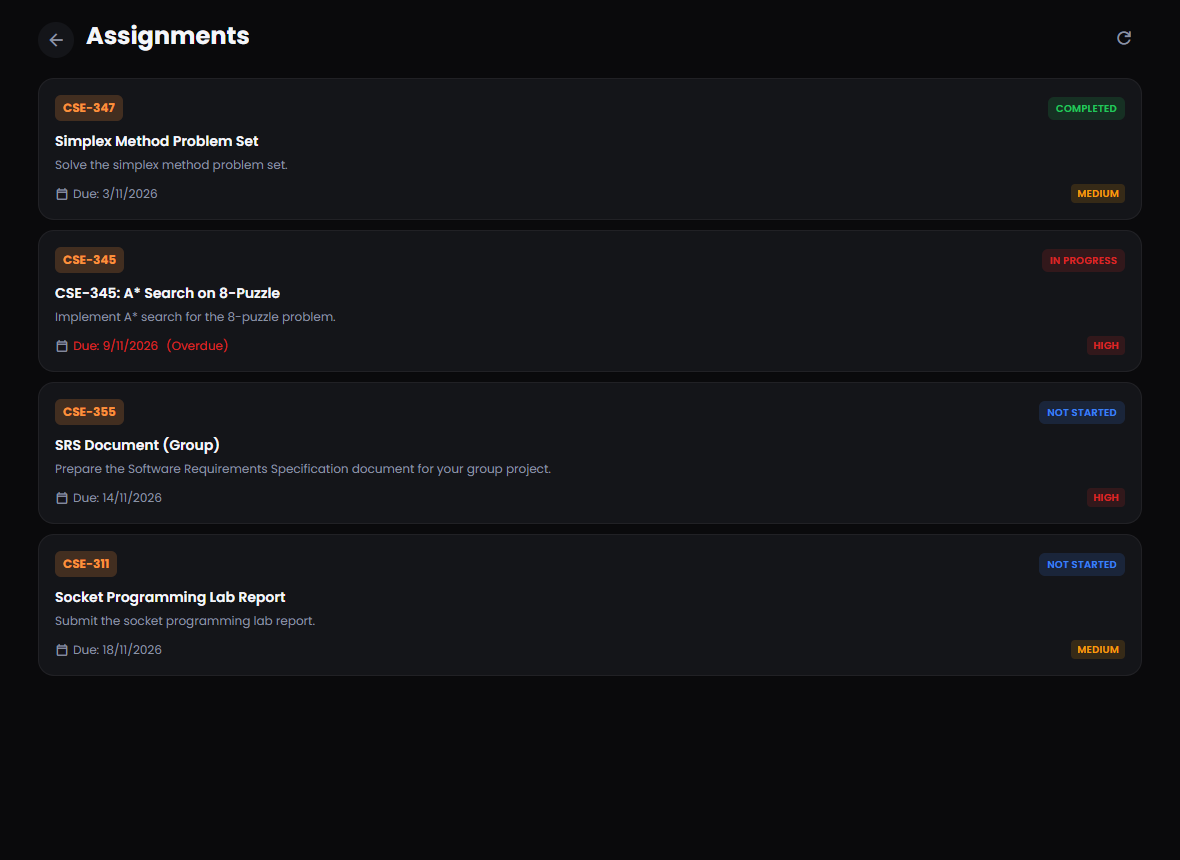 Assignments
CSE-347
COMPLETED
Simplex Method Problem Set
Solve the simplex method problem set.
Due: 3/11/2026
MEDIUM
CSE-345
IN PROGRESS
CSE-345: A* Search on 8-Puzzle
Implement A* search for the 8-puzzle problem.
Due: 9/11/2026 (Overdue)
HIGH
CSE-355
NOT STARTED
SRS Document (Group)
Prepare the Software Requirements Specification document for your group project.
Due: 14/11/2026
HIGH
CSE-311
NOT STARTED
Socket Programming Lab Report
Submit the socket programming lab report.
Due: 18/11/2026
MEDIUM